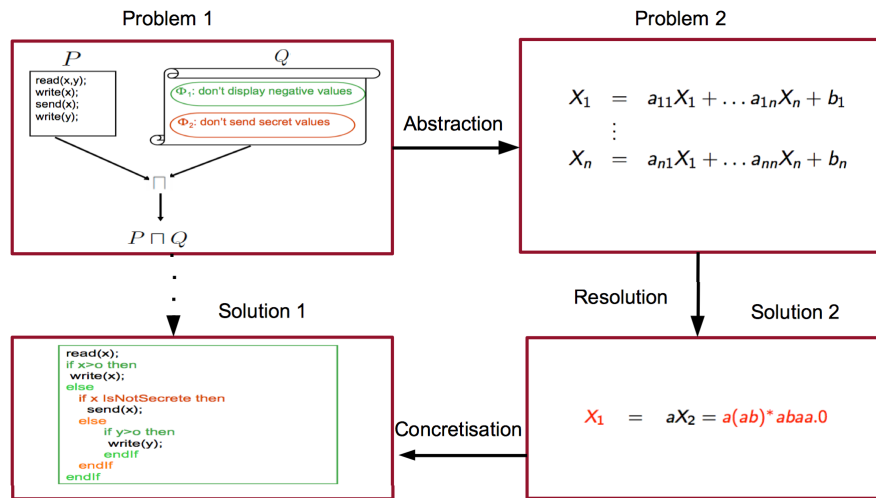 Problem 1
P
read(x,y);
write(x);
send(x);
write(y);
Q
Φ₁: don't display negative values
Φ₂: don't send secret values
⊓
P ⊓ Q
Abstraction
Problem 2
X₁ = a₁₁X₁ + … a₁ₙXₙ + b₁
⋮
Xₙ = aₙ₁X₁ + … aₙₙXₙ + bₙ
Resolution
Solution 2
X₁ = aX₂ = a(ab)*abaa.0
Concretisation
Solution 1
read(x);
if x>o then
write(x);
else
if x IsNotSecrete then
send(x);
else
if y>o then
write(y);
endIf
endIf
endIf